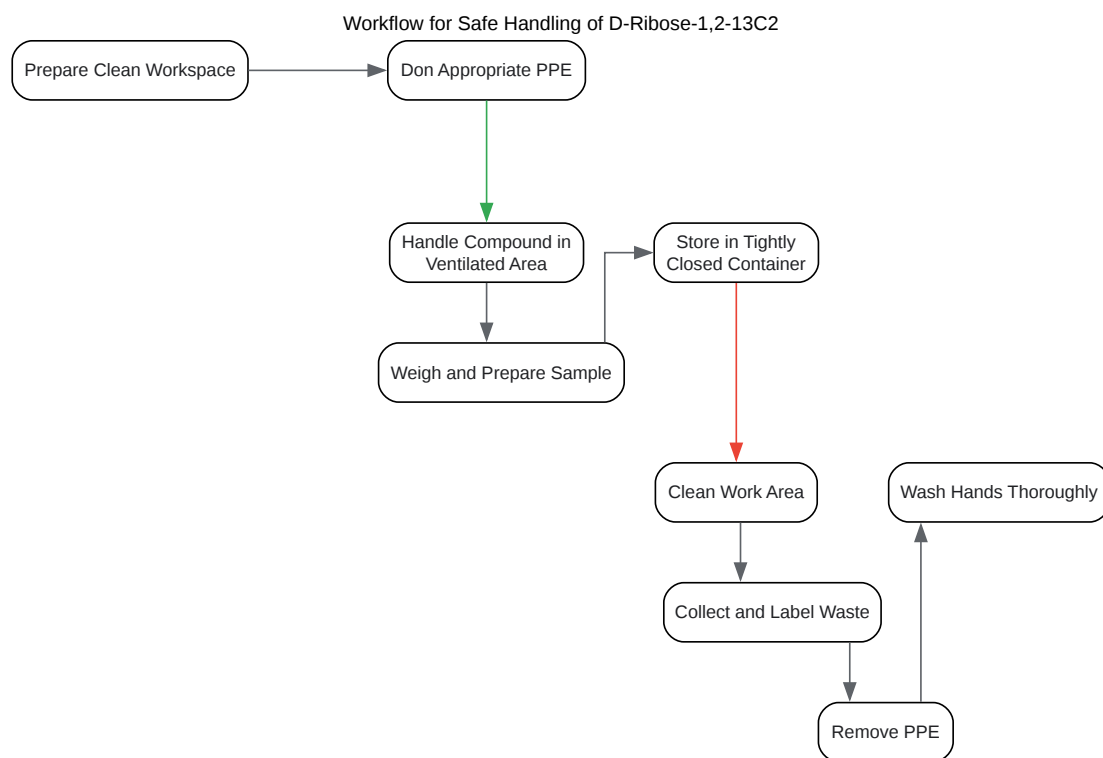 Workflow for Safe Handling of D-Ribose-1,2-13C2
Prepare Clean Workspace
Don Appropriate PPE
Handle Compound in
Ventilated Area
Weigh and Prepare Sample
Store in Tightly
Closed Container
Clean Work Area
Collect and Label Waste
Remove PPE
Wash Hands Thoroughly